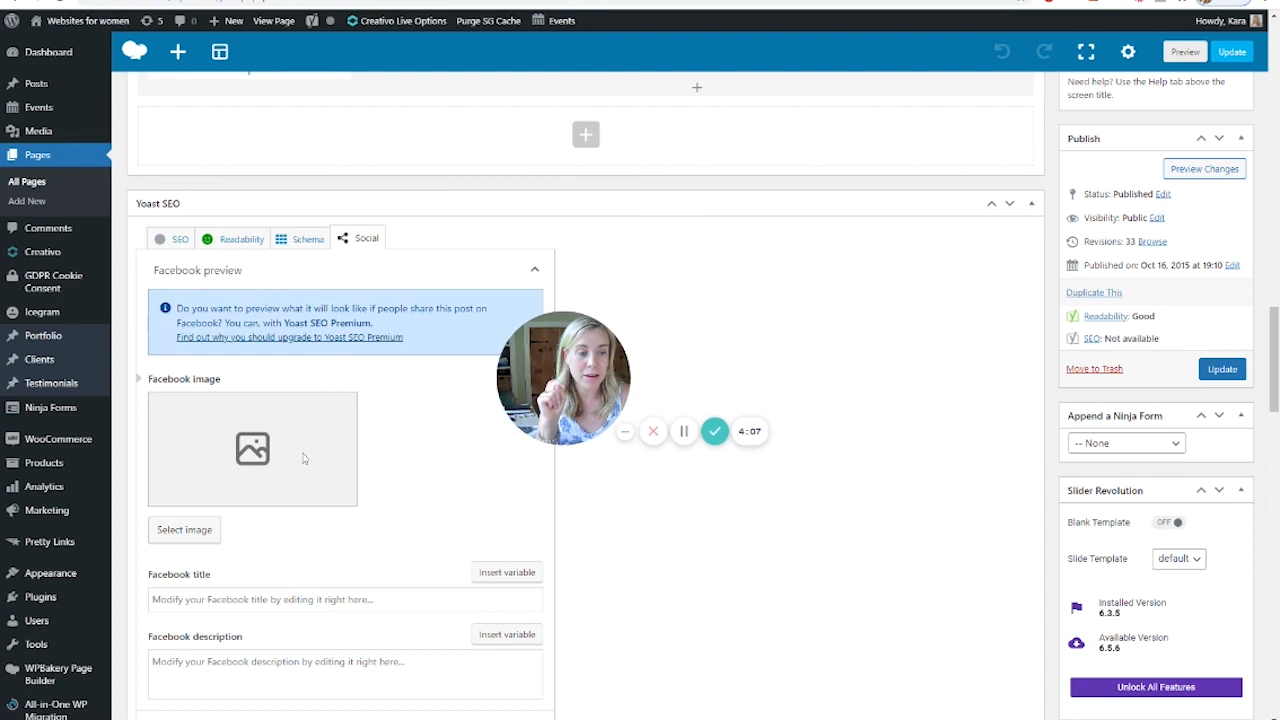 Websites for women
5
0
New
View Page
Creativo Live Options
Purge SG Cache
Events
Howdy, Kara
Dashboard
Posts
Events
Media
Pages
All Pages
Add New
Comments
Creativo
GDPR Cookie
Consent
Icegram
Portfolio
Clients
Testimonials
Ninja Forms
WooCommerce
Products
Analytics
Marketing
Pretty Links
Appearance
Plugins
Users
Tools
WPBakery Page
Builder
All-in-One WP
Migration
Preview
Update
Yoast SEO
SEO
Readability
Schema
Social
Facebook preview
Do you want to preview what it will look like if people share this post on
Facebook? You can, with Yoast SEO Premium.
Find out why you should upgrade to Yoast SEO Premium
Facebook image
Select image
Facebook title
Insert variable
Modify your Facebook title by editing it right here...
Facebook description
Insert variable
Modify your Facebook description by editing it right here...
4:07
Need help? Use the Help tab above the
screen title.
Publish
Preview Changes
Status: Published Edit
Visibility: Public Edit
Revisions: 33 Browse
Published on: Oct 16, 2015 at 19:10 Edit
Duplicate This
Readability: Good
SEO: Not available
Move to Trash
Update
Append a Ninja Form
-- None
Slider Revolution
Blank Template
OFF
Slide Template
default
Installed Version
6.3.5
Available Version
6.5.6
Unlock All Features